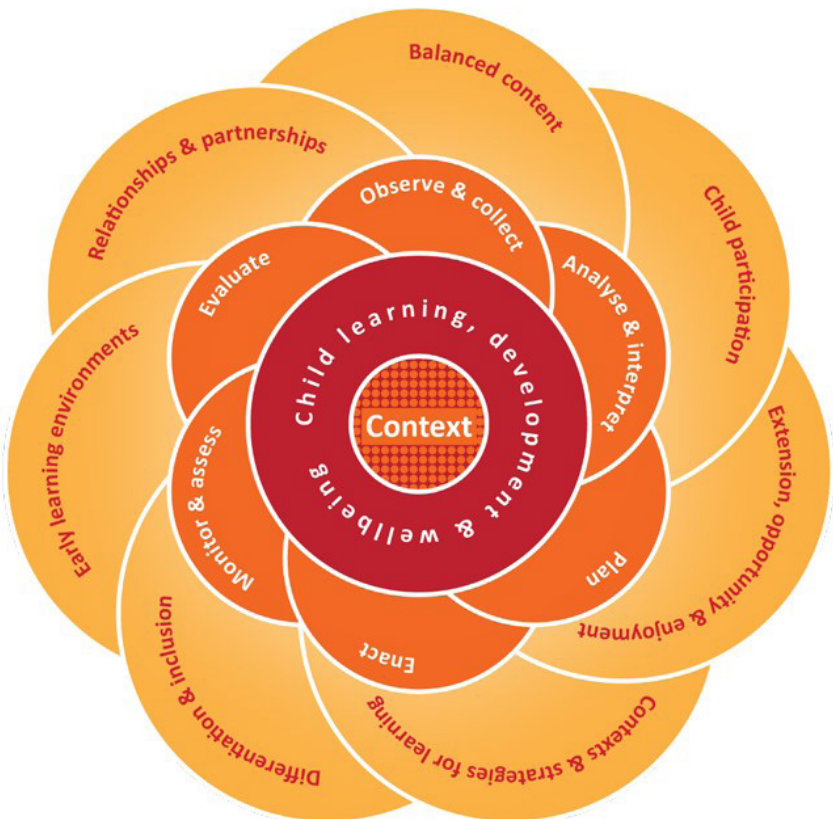 Balanced content
Child participation
Extension, opportunity & enjoyment
Contexts & strategies for learning
Differentiation & inclusion
Early learning environments
Relationships & partnerships
Observe & collect
Analyse & interpret
Plan
Enact
Monitor & assess
Evaluate
Child learning, development & wellbeing
Context